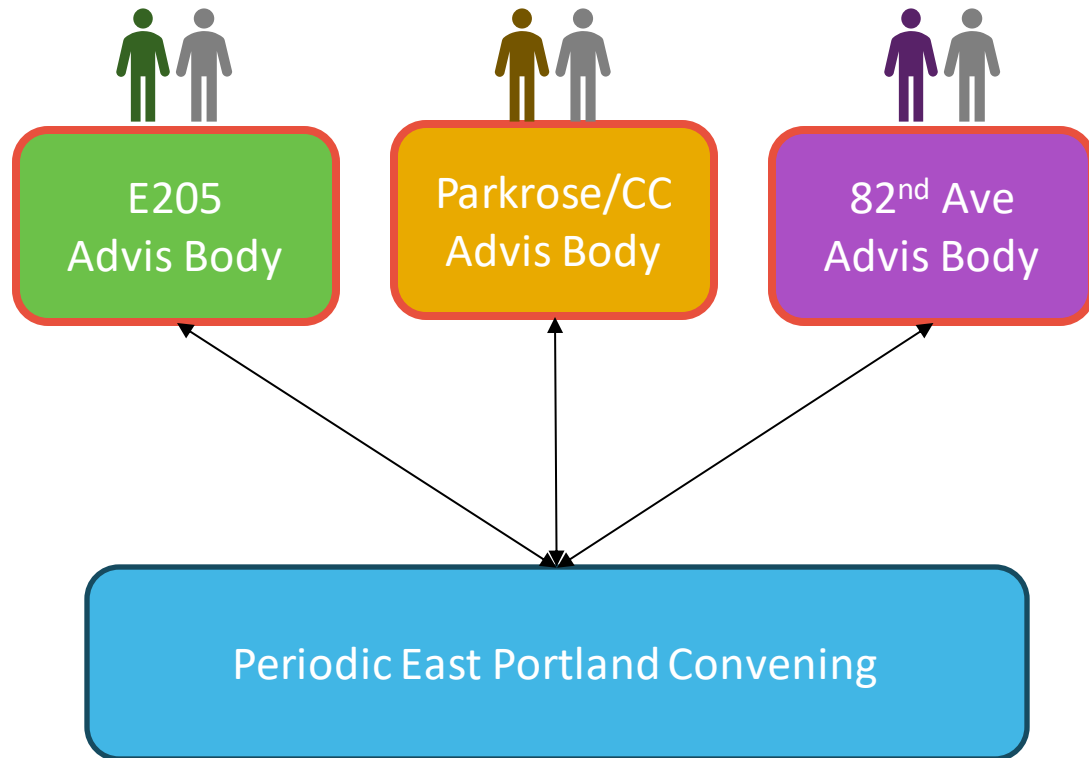 E205
Advis Body
Parkrose/CC
Advis Body
82nd Ave
Advis Body
Periodic East Portland Convening